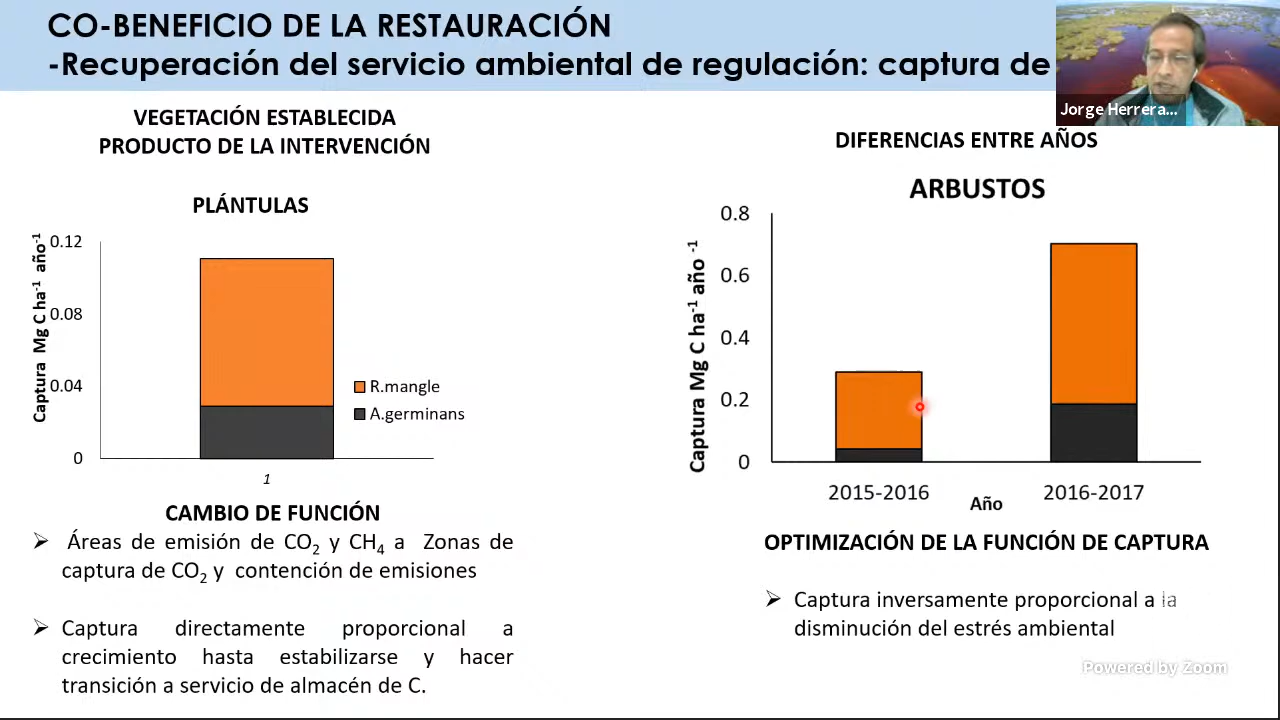 CO-BENEFICIO DE LA RESTAURACIÓN
-Recuperación del servicio ambiental de regulación: captura de
Jorge Herrera...
VEGETACIÓN ESTABLECIDA
PRODUCTO DE LA INTERVENCIÓN
PLÁNTULAS
Captura Mg C ha⁻¹ año⁻¹
0.12
0.08
0.04
0
1
R.mangle
A.germinans
CAMBIO DE FUNCIÓN
➢ Áreas de emisión de CO₂ y CH₄ a Zonas de
captura de CO₂ y contención de emisiones
➢ Captura directamente proporcional a
crecimiento hasta estabilizarse y hacer
transición a servicio de almacén de C.
DIFERENCIAS ENTRE AÑOS
ARBUSTOS
Captura Mg C ha⁻¹ año ⁻¹
0.8
0.6
0.4
0.2
0
2015-2016
2016-2017
Año
OPTIMIZACIÓN DE LA FUNCIÓN DE CAPTURA
➢ Captura inversamente proporcional a la
disminución del estrés ambiental
Powered by Zoom